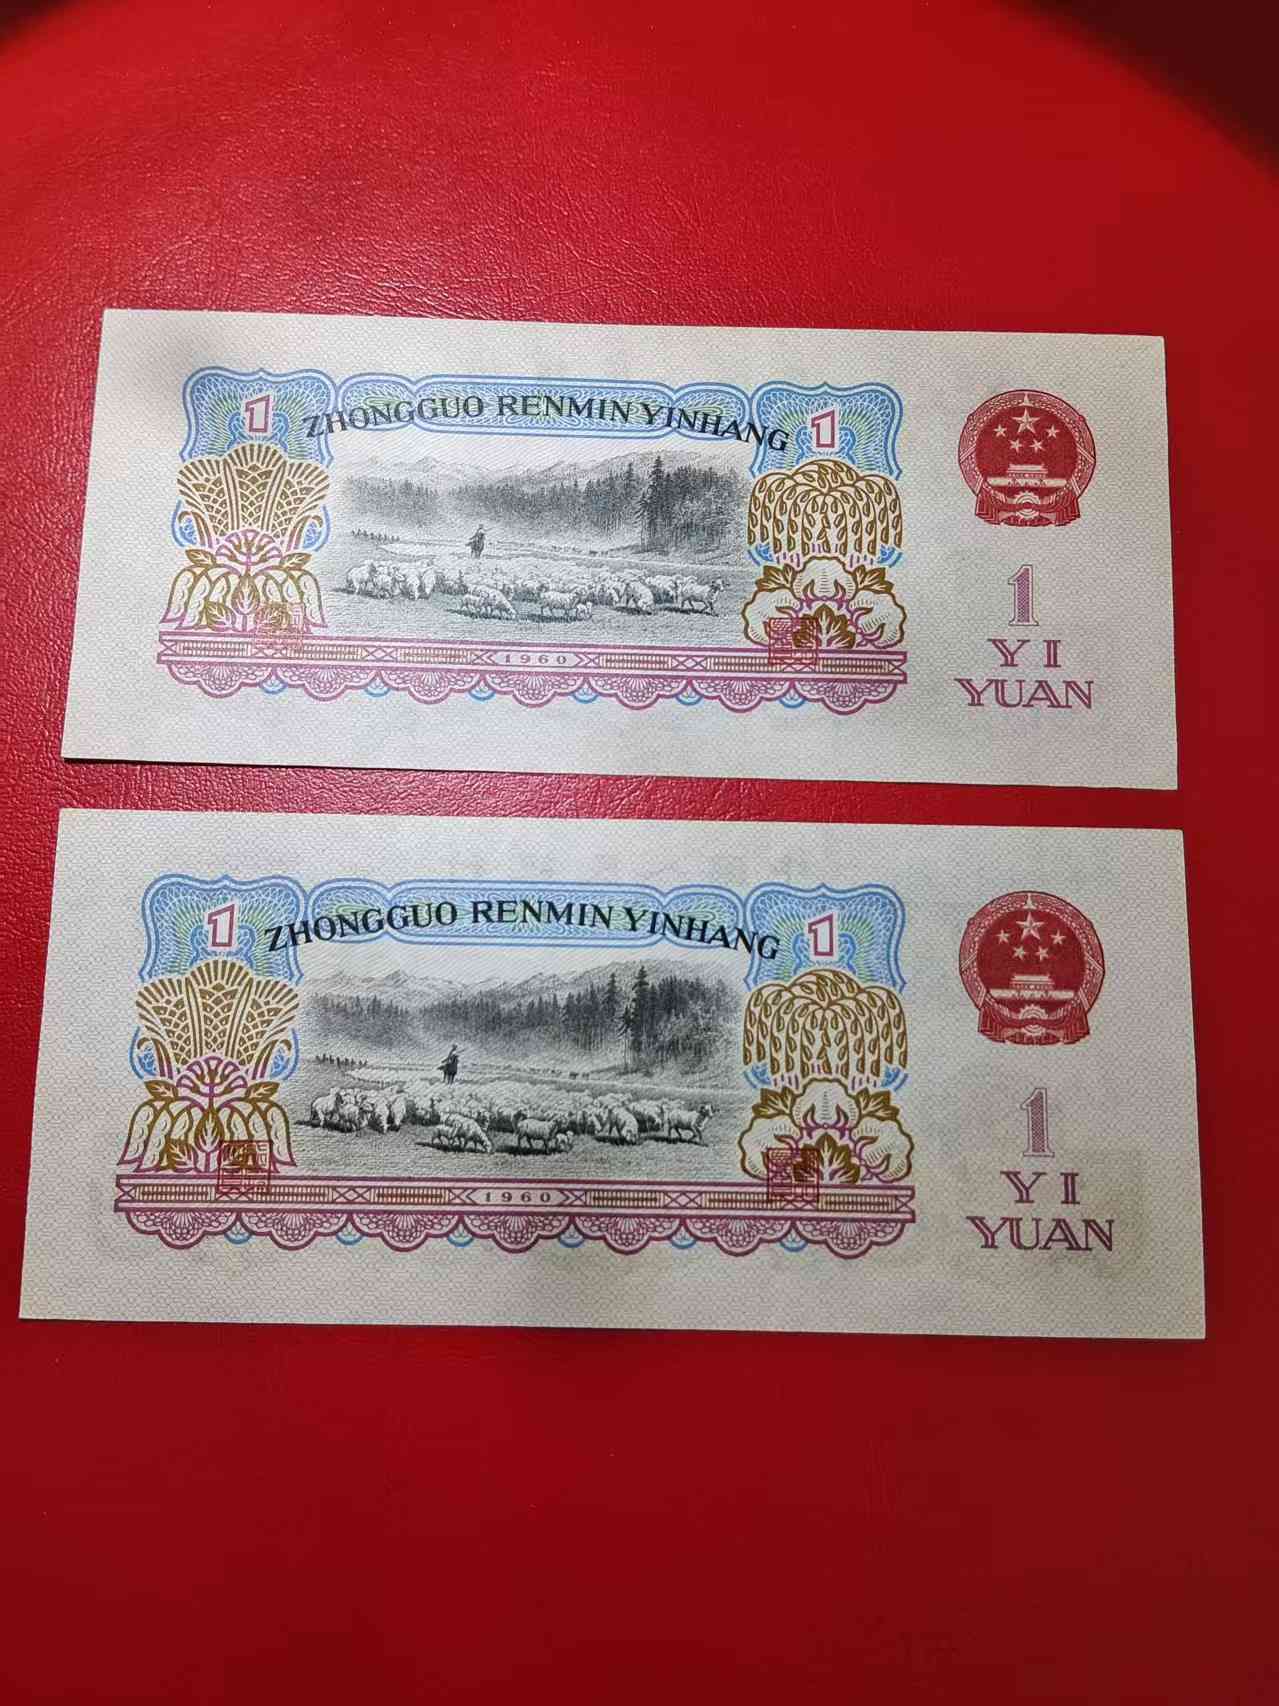 1 ZHONGGUO RENMIN YINHANG 1
1
1960
YI
YUAN
1 ZHONGGUO RENMIN YINHANG 1
1
1960
YI
YUAN